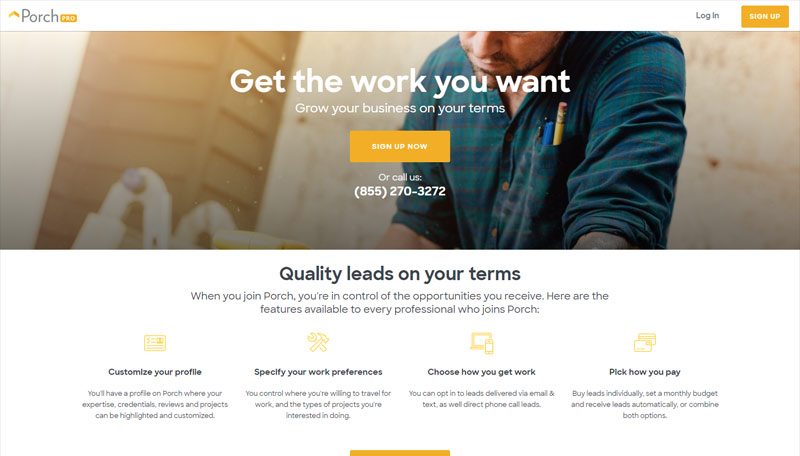 Porch PRO
Log In
SIGN UP
Get the work you want
Grow your business on your terms
SIGN UP NOW
Or call us:
(855) 270-3272
Quality leads on your terms
When you join Porch, you're in control of the opportunities you receive. Here are the
features available to every professional who joins Porch:
Customize your profile
You'll have a profile on Porch where your
expertise, credentials, reviews and projects
can be highlighted and customized.
Specify your work preferences
You control where you're willing to travel for
work, and the types of projects you're
interested in doing.
Choose how you get work
You can opt in to leads delivered via email &
text, as well direct phone call leads.
Pick how you pay
Buy leads individually, set a monthly budget
and receive leads automatically, or combine
both options.